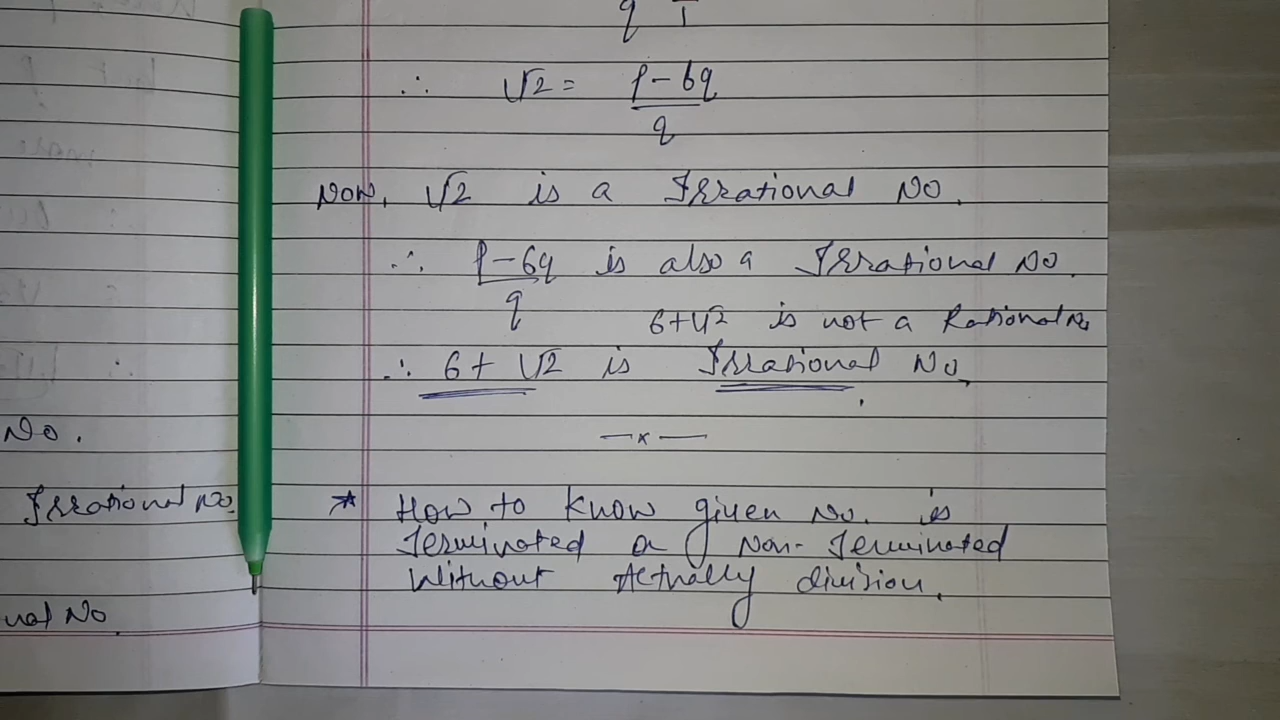 No.
Irrational No.
nal No.
q 1
∴ √2 = p-6q
q
Now, √2 is a Irrational No.
∴ p-6q is also a Irrational No.
q
6+√2 is not a Rational No
∴ 6+ √2 is Irrational No.
—x—
* How to know given No. is
Terminated or Non-Terminated
Without Actually division.